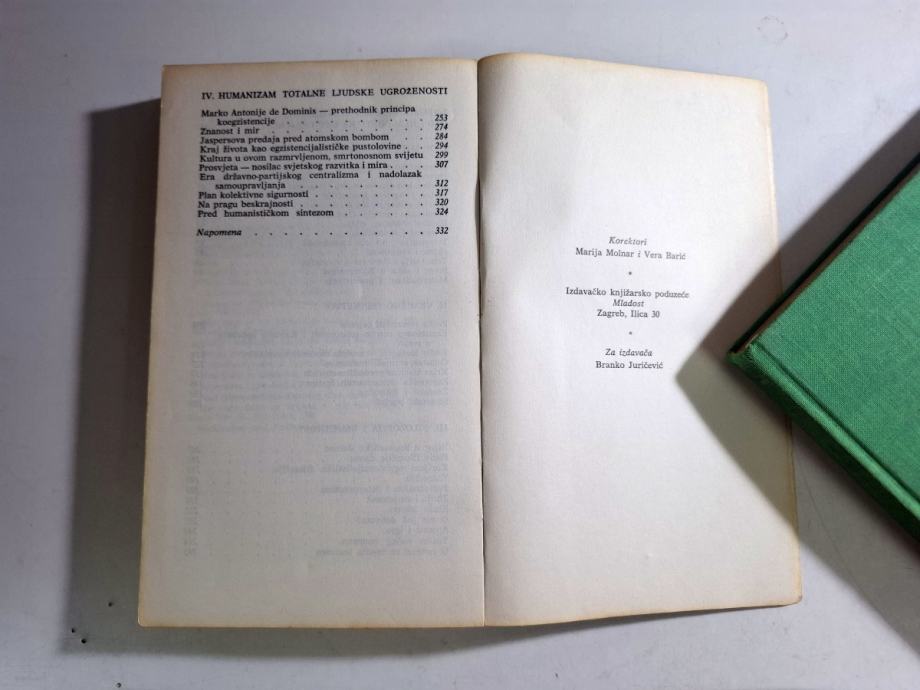 IV. HUMANIZAM TOTALNE LJUDSKE UGROŽENOSTI
Marko Antonije de Dominis — prethodnik principa
koegzistencije . . . . . . . . . . . . 253
Znanost i mir . . . . . . . . . . . . 274
Jaspersova predaja pred atomskom bombom . . 284
Kraj života kao egzistencijalističke pustolovine . . 294
Kultura u ovom razmrvljenom, smrtonosnom svijetu 299
Prosvjeta — nosilac svjetskog razvitka i mira . . . 307
Era državno-partijskog centralizma i nadolazak
samoupravljanja . . . . . . . . . . . 312
Plan kolektivne sigurnosti . . . . . . . . . 317
Na pragu beskrajnosti . . . . . . . . . . 320
Pred humanističkom sintezom . . . . . . . 324
Napomena . . . . . . . . . . . . . 332
Korektori
Marija Molnar i Vera Barić
*
Izdavačko knjižarsko poduzeće
Mladost
Zagreb, Ilica 30
*
Za izdavača
Branko Juričević